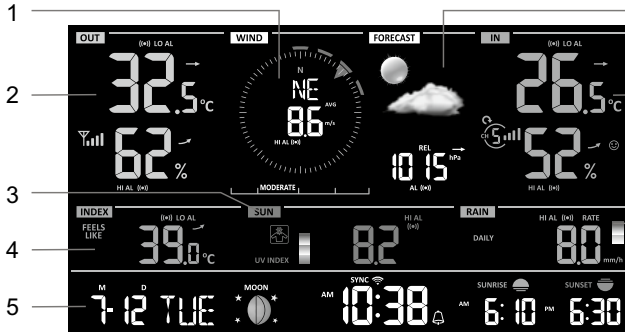 1
OUT WIND FORECAST IN
((•)) LO AL ((•)) LO AL
N
NE
2 32.5°C AVG 26.5°C
8.6 m/s
HI AL ((•))
62% REL CH 5 52%
1015 hPa
HI AL ((•)) AL ((•)) HI AL ((•))
MODERATE
3
INDEX SUN RAIN
FEELS LIKE ((•)) LO AL HI AL ((•)) HI AL ((•)) RATE
4 39.0°C UV INDEX 8.2 DAILY 8.0 mm/h
M D MOON SYNC SUNRISE SUNSET
5 7-12 TUE AM 10:38 AM 6:10 PM 6:30